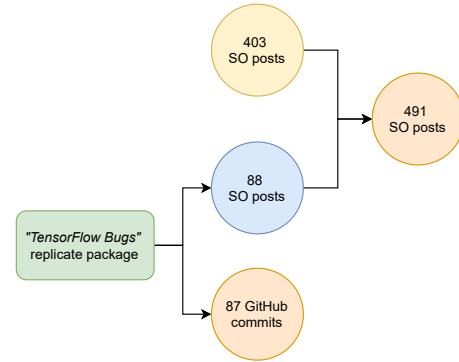 403
SO posts
491
SO posts
88
SO posts
"TensorFlow Bugs"
replicate package
87 GitHub
commits